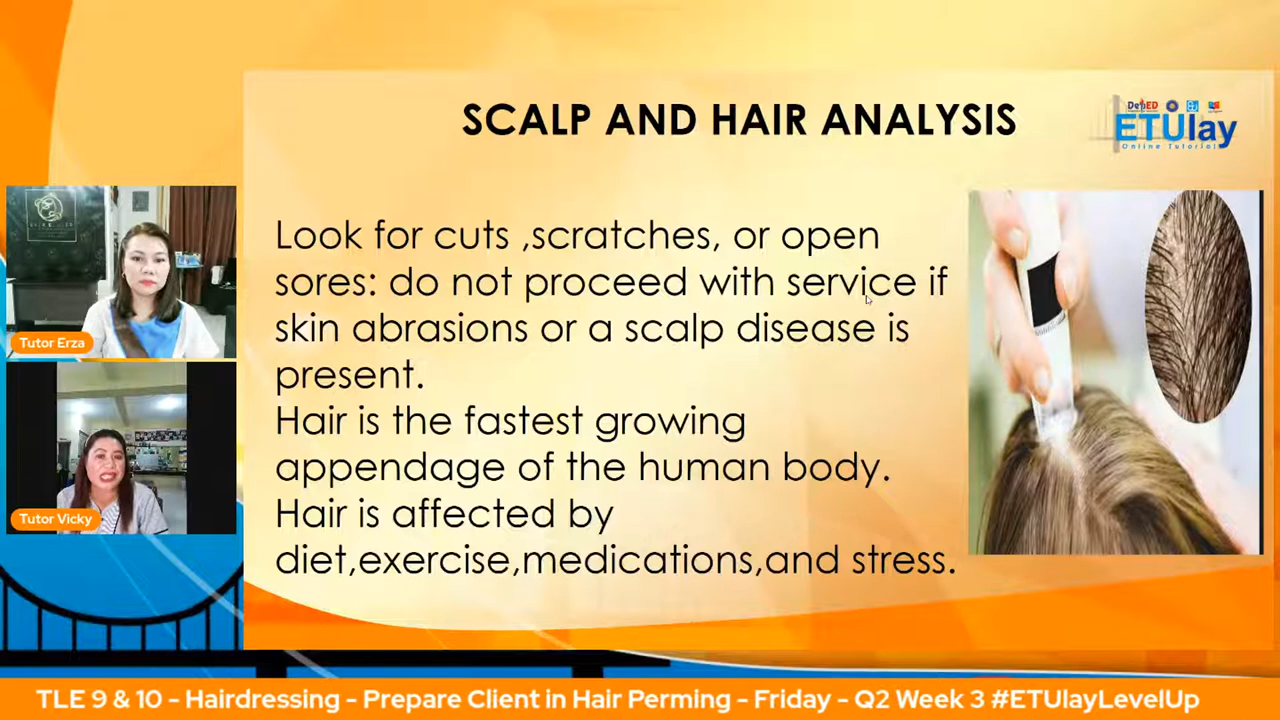 SCALP AND HAIR ANALYSIS
DepED
ETUlay
Online Tutorial
Look for cuts ,scratches, or open
sores: do not proceed with service if
skin abrasions or a scalp disease is
present.
Hair is the fastest growing
appendage of the human body.
Hair is affected by
diet,exercise,medications,and stress.
Tutor Erza
Tutor Vicky
TLE 9 & 10 - Hairdressing - Prepare Client in Hair Perming - Friday - Q2 Week 3 #ETUlayLevelUp